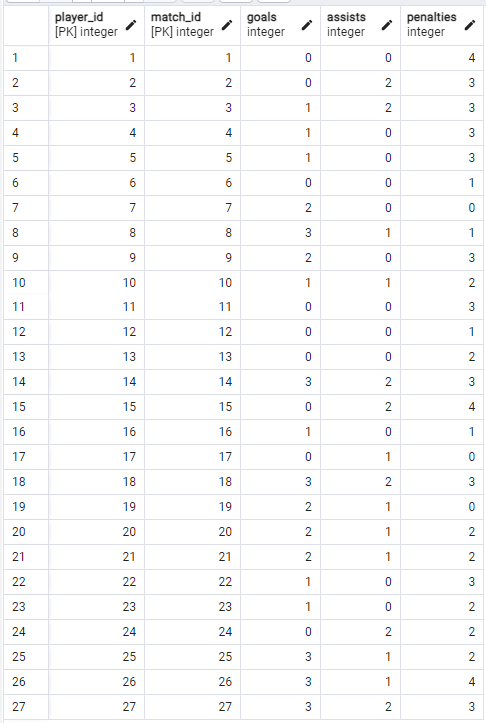 player_id match_id goals assists penalties
[PK] integer [PK] integer integer integer integer
1 1 1 0 0 4
2 2 2 0 2 3
3 3 3 1 2 3
4 4 4 1 0 3
5 5 5 1 0 3
6 6 6 0 0 1
7 7 7 2 0 0
8 8 8 3 1 1
9 9 9 2 0 3
10 10 10 1 1 2
11 11 11 0 0 3
12 12 12 0 0 1
13 13 13 0 0 2
14 14 14 3 2 3
15 15 15 0 2 4
16 16 16 1 0 1
17 17 17 0 1 0
18 18 18 3 2 3
19 19 19 2 1 0
20 20 20 2 1 2
21 21 21 2 1 2
22 22 22 1 0 3
23 23 23 1 0 2
24 24 24 0 2 2
25 25 25 3 1 2
26 26 26 3 1 4
27 27 27 3 2 3